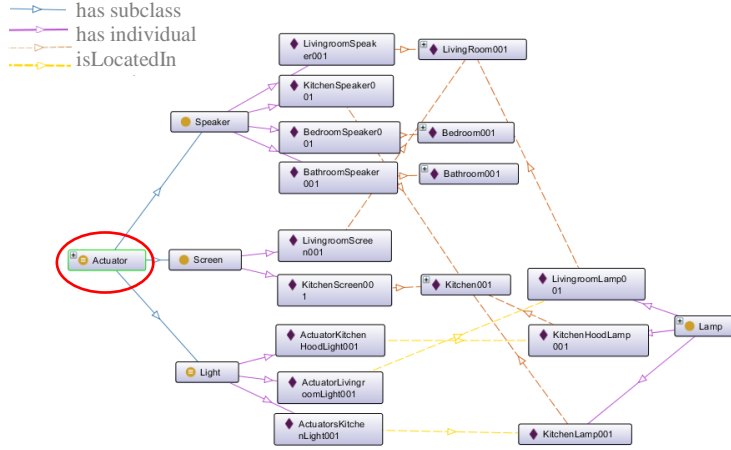 has subclass
has individual
isLocatedIn
LivingroomSpeak
er001
LivingRoom001
KitchenSpeaker0
01
Speaker
BedroomSpeaker0
01
Bedroom001
BathroomSpeaker
001
Bathroom001
LivingroomScree
n001
Actuator
Screen
KitchenScreen00
1
Kitchen001
LivingroomLamp0
01
ActuatorKitchen
HoodLight001
KitchenHoodLamp
001
Lamp
Light
ActuatorLivingr
oomLight001
ActuatorsKitche
nLight001
KitchenLamp001